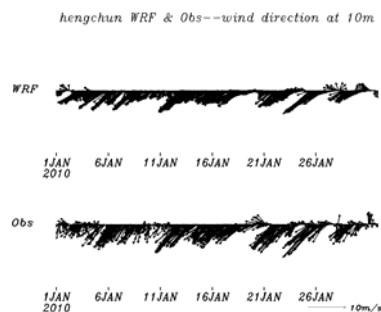 hengchun WRF & Obs--wind direction at 10m
WRF
1JAN 6JAN 11JAN 16JAN 21JAN 26JAN
2010
Obs
1JAN 6JAN 11JAN 16JAN 21JAN 26JAN
2010
10m/s